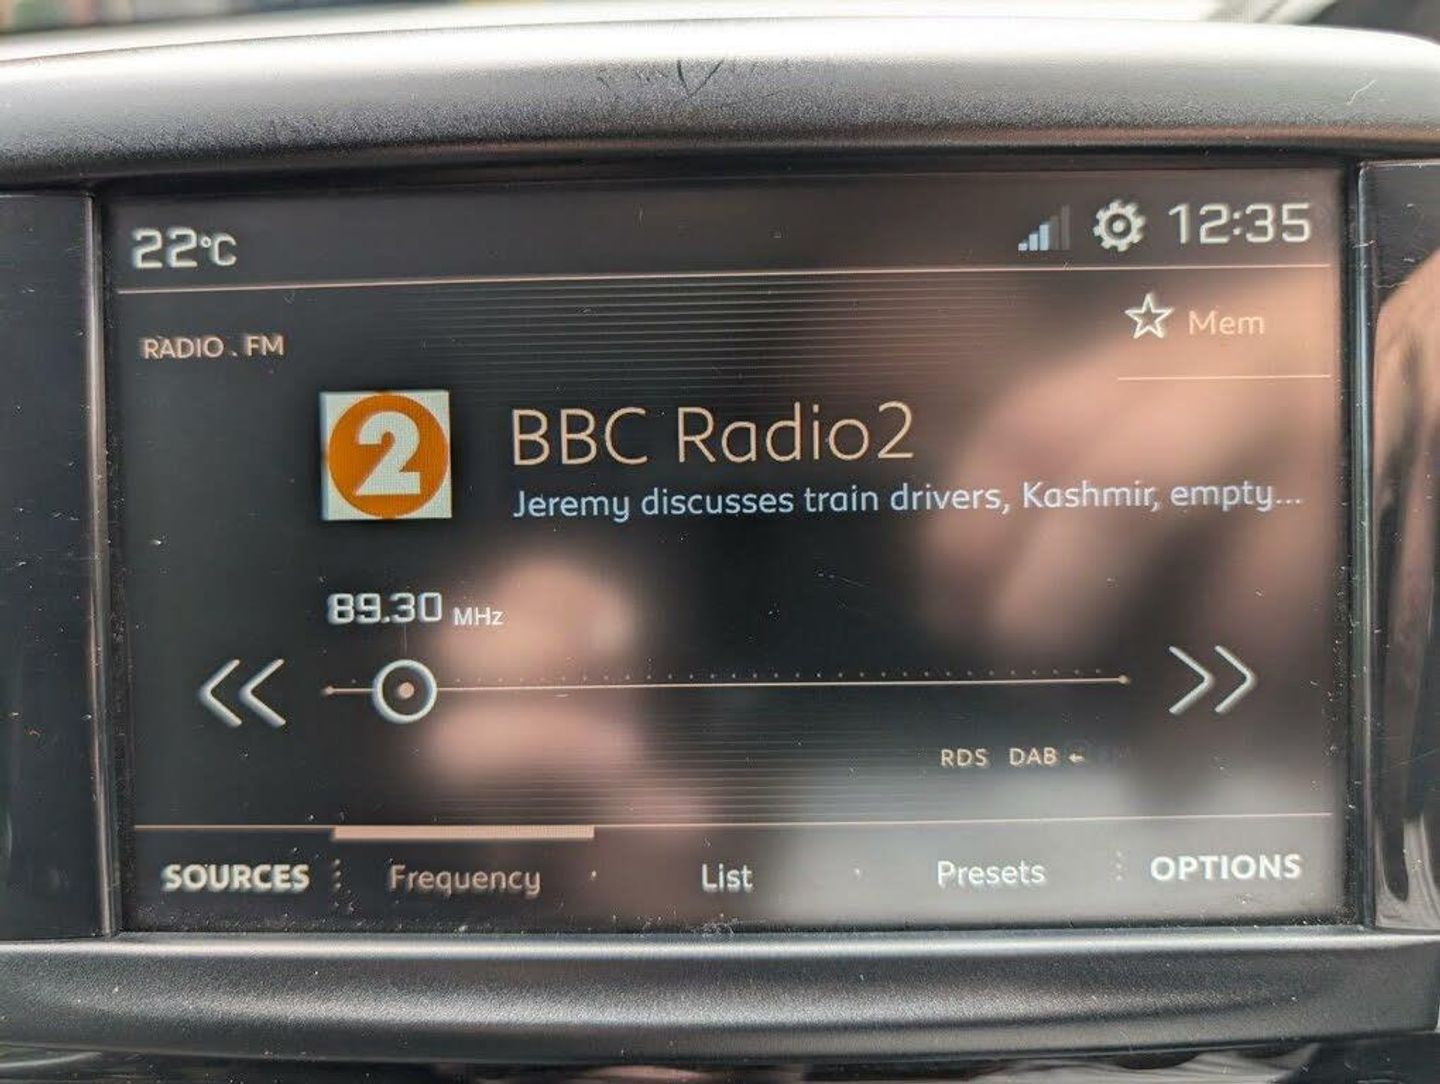 22°C 12:35
Mem
RADIO . FM
2
BBC Radio2
Jeremy discusses train drivers, Kashmir, empty...
89.30 MHz
RDS DAB
SOURCES Frequency List Presets OPTIONS